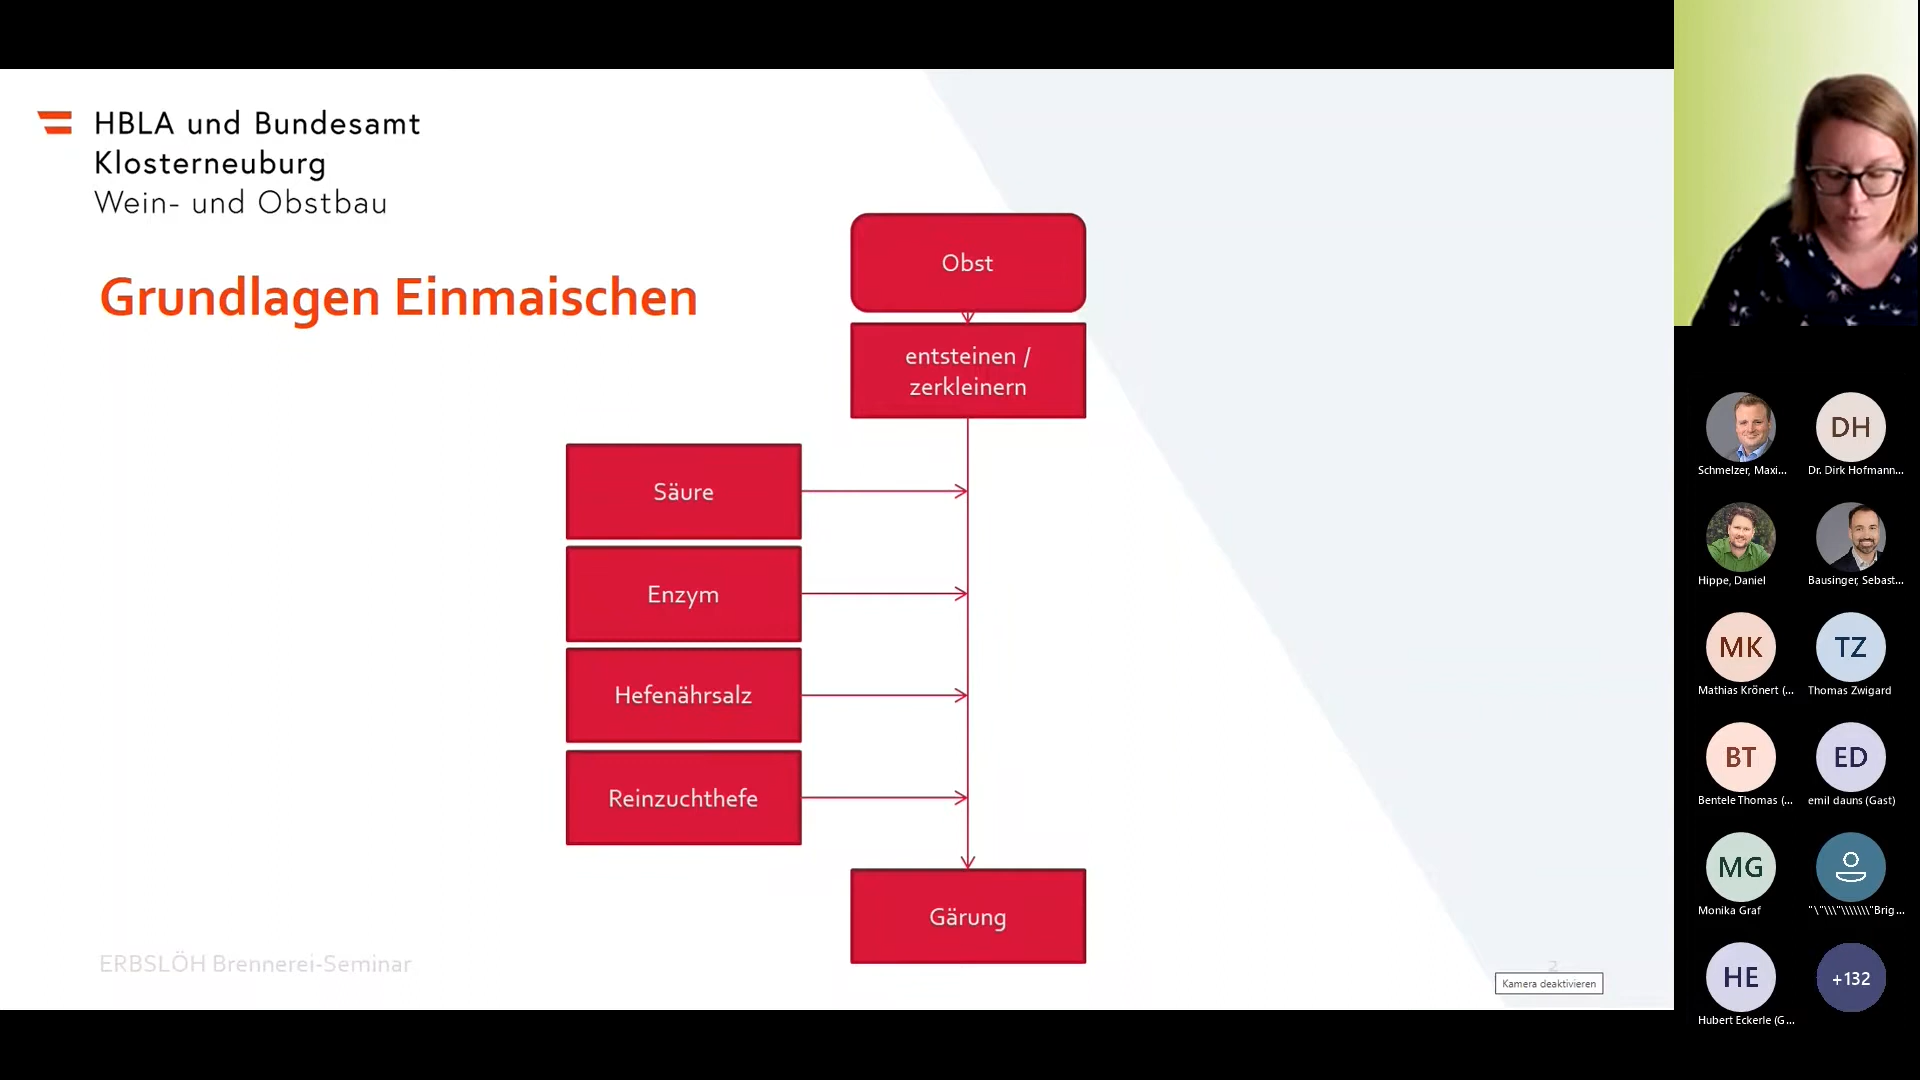 HBLA und Bundesamt
Klosterneuburg
Wein- und Obstbau
Grundlagen Einmaischen
Obst
entsteinen /
zerkleinern
Säure
Enzym
Hefenährsalz
Reinzuchthefe
Gärung
ERBSLÖH Brennerei-Seminar
2
Kamera deaktivieren
Schmelzer, Maxi...
DH
Dr. Dirk Hofmann...
Hippe, Daniel
Bausinger, Sebast...
MK
Mathias Krönert (...
TZ
Thomas Zwigard
BT
Bentele Thomas (...
ED
emil dauns (Gast)
MG
Monika Graf
"\"\\\"\\\\\\\"Brig...
HE
Hubert Eckerle (G...
+132